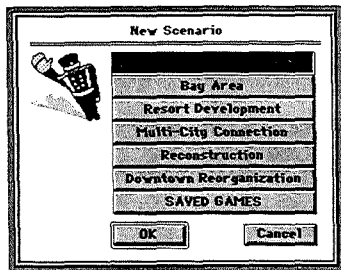 New Scenario
Bay Area
Resort Development
Multi-City Connection
Reconstruction
Downtown Reorganization
SAVED GAMES
OK
Cancel